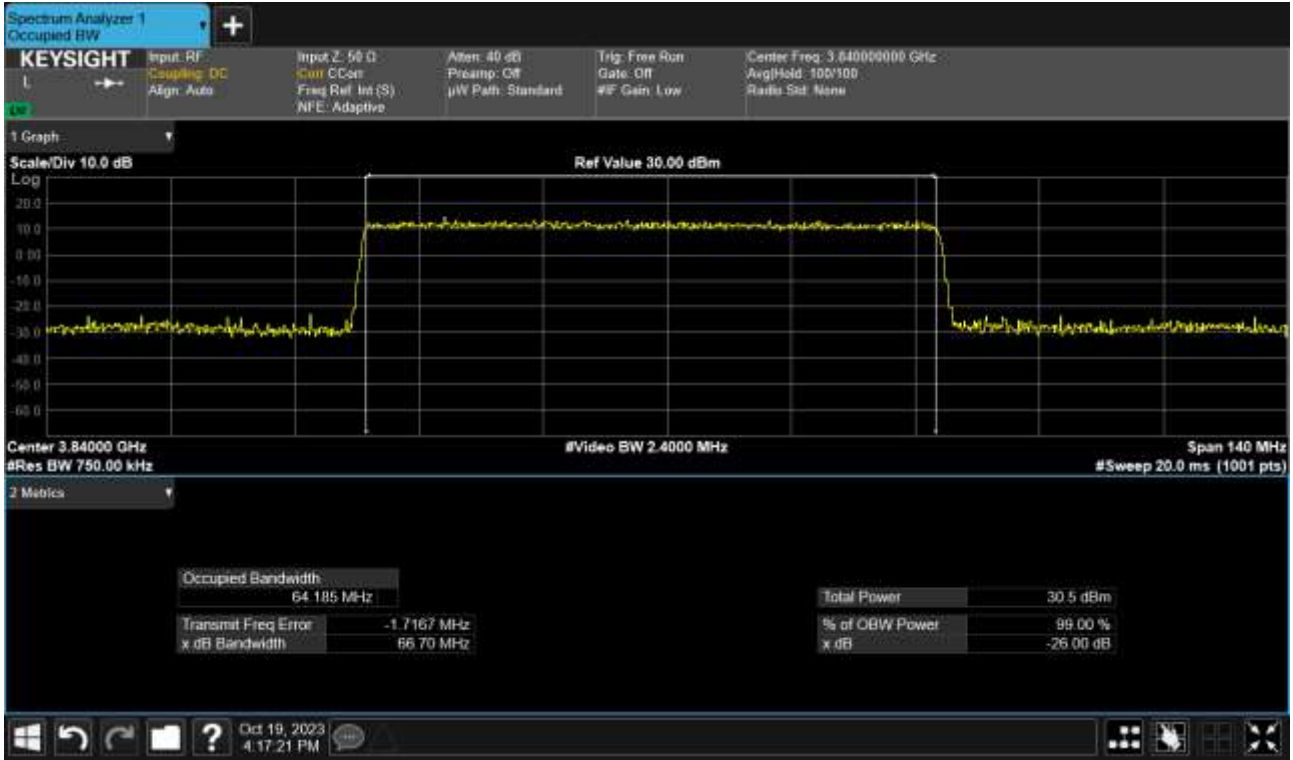 Spectrum Analyzer 1
Occupied BW
KEYSIGHT
L
Input: RF
Coupling: DC
Align: Auto
Input Z: 50 Ω
Corr CCorr
Freq Ref: Int (S)
NFE: Adaptive
Atten: 40 dB
Preamp: Off
µW Path: Standard
Trig: Free Run
Gate: Off
#IF Gain: Low
Center Freq: 3.840000000 GHz
Avg|Hold: 100/100
Radio Std: None
1 Graph
Scale/Div 10.0 dB
Ref Value 30.00 dBm
Log
20.0
10.0
0.00
-10.0
-20.0
-30.0
-40.0
-50.0
-60.0
Center 3.84000 GHz
#Video BW 2.4000 MHz
Span 140 MHz
#Res BW 750.00 kHz
#Sweep 20.0 ms (1001 pts)
2 Metrics
Occupied Bandwidth
64.185 MHz
Total Power 30.5 dBm
Transmit Freq Error -1.7167 MHz
% of OBW Power 99.00 %
x dB Bandwidth 66.70 MHz
x dB -26.00 dB
?
Oct 19, 2023
4:17:21 PM